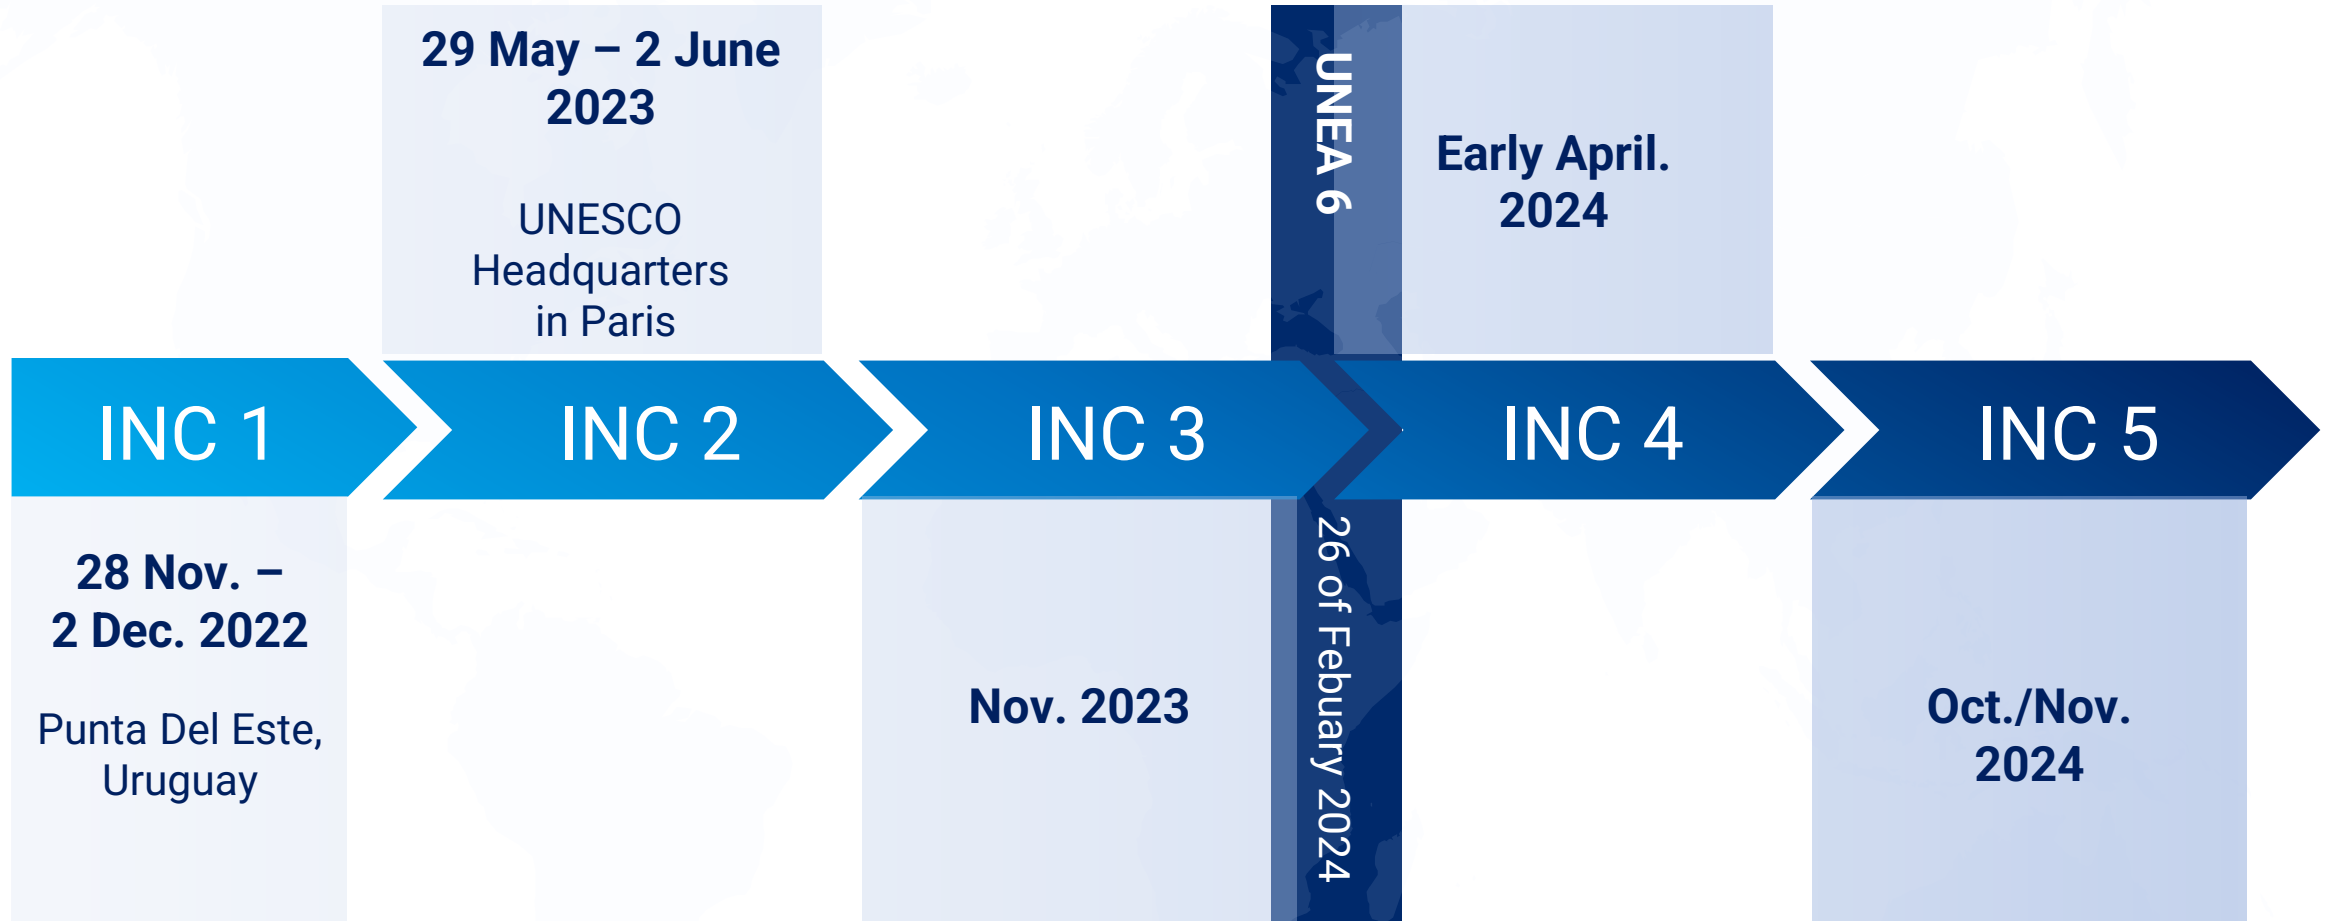 29 May – 2 June
2023
UNESCO
Headquarters
in Paris
UNEA 6
Early April.
2024
INC 1
INC 2
INC 3
INC 4
INC 5
28 Nov. –
2 Dec. 2022
Punta Del Este,
Uruguay
Nov. 2023
26 of Febuary 2024
Oct./Nov.
2024